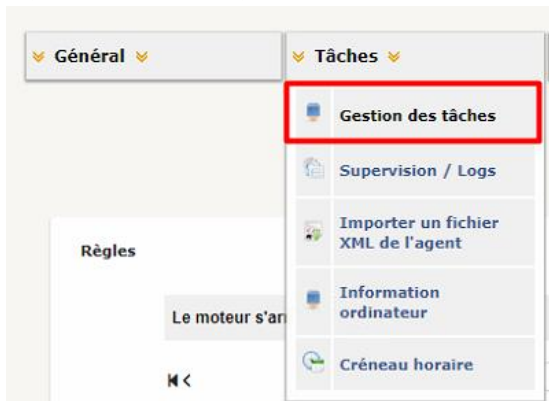 Général
Tâches
Gestion des tâches
Supervision / Logs
Importer un fichier
XML de l'agent
Information
ordinateur
Créneau horaire
Règles
Le moteur s'arr